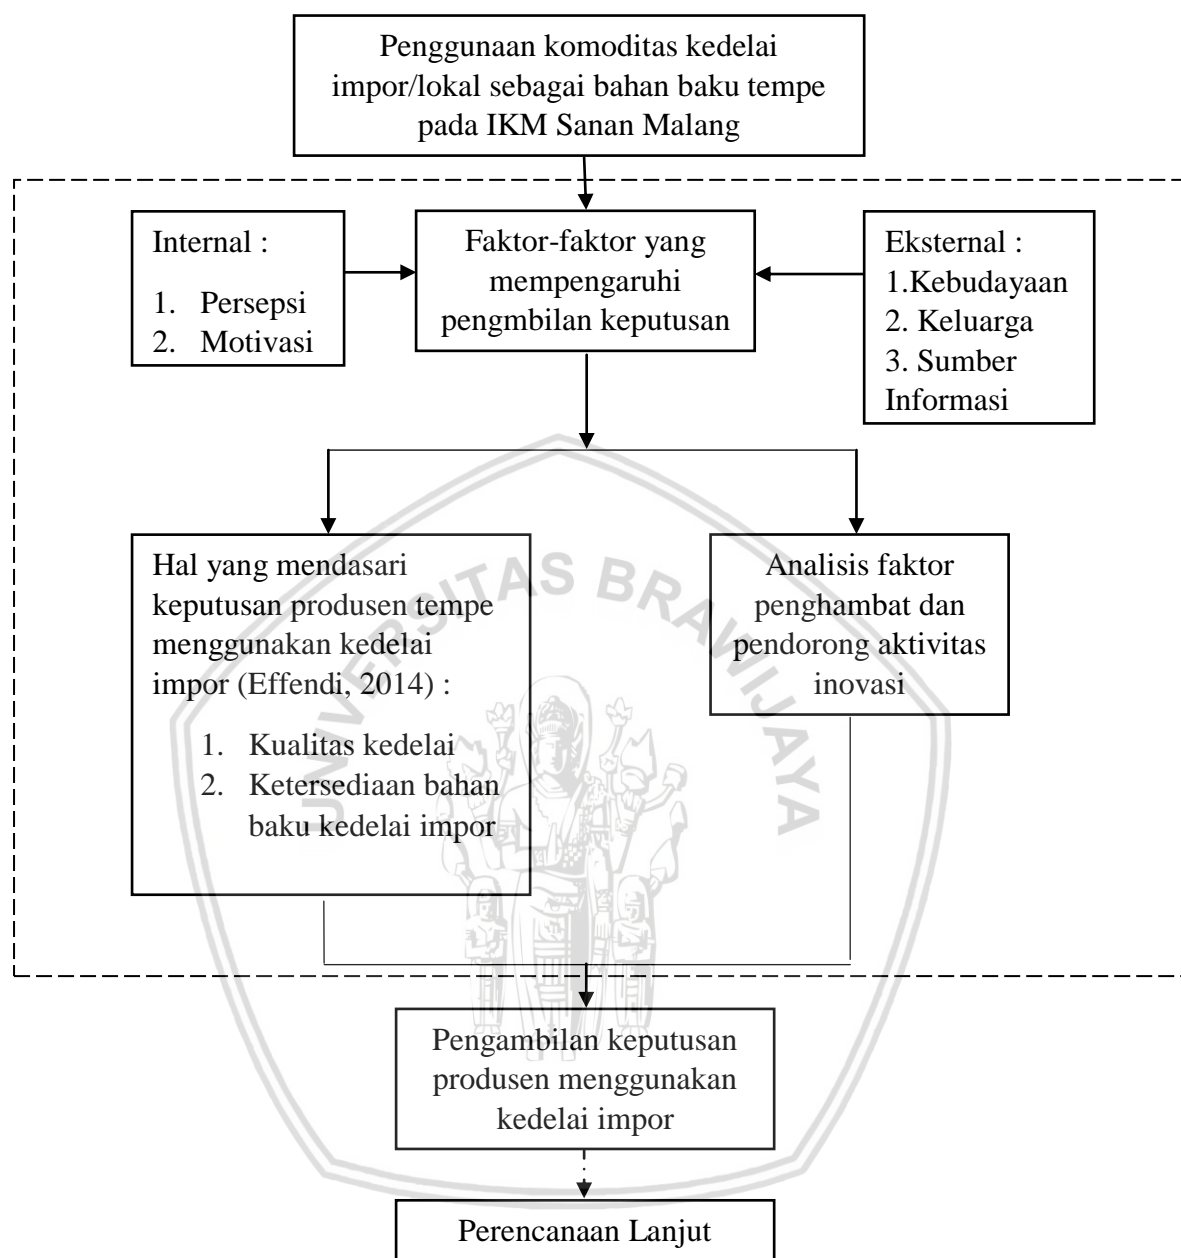 Penggunaan komoditas kedelai
impor/lokal sebagai bahan baku tempe
pada IKM Sanan Malang
Internal :
1. Persepsi
2. Motivasi
Faktor-faktor yang
mempengaruhi
pengmbilan keputusan
Eksternal :
1.Kebudayaan
2. Keluarga
3. Sumber
Informasi
Hal yang mendasari
keputusan produsen tempe
menggunakan kedelai
impor (Effendi, 2014) :
1. Kualitas kedelai
2. Ketersediaan bahan
baku kedelai impor
Analisis faktor
penghambat dan
pendorong aktivitas
inovasi
UNIVERSITAS BRAWIJAYA
Pengambilan keputusan
produsen menggunakan
kedelai impor
Perencanaan Lanjut